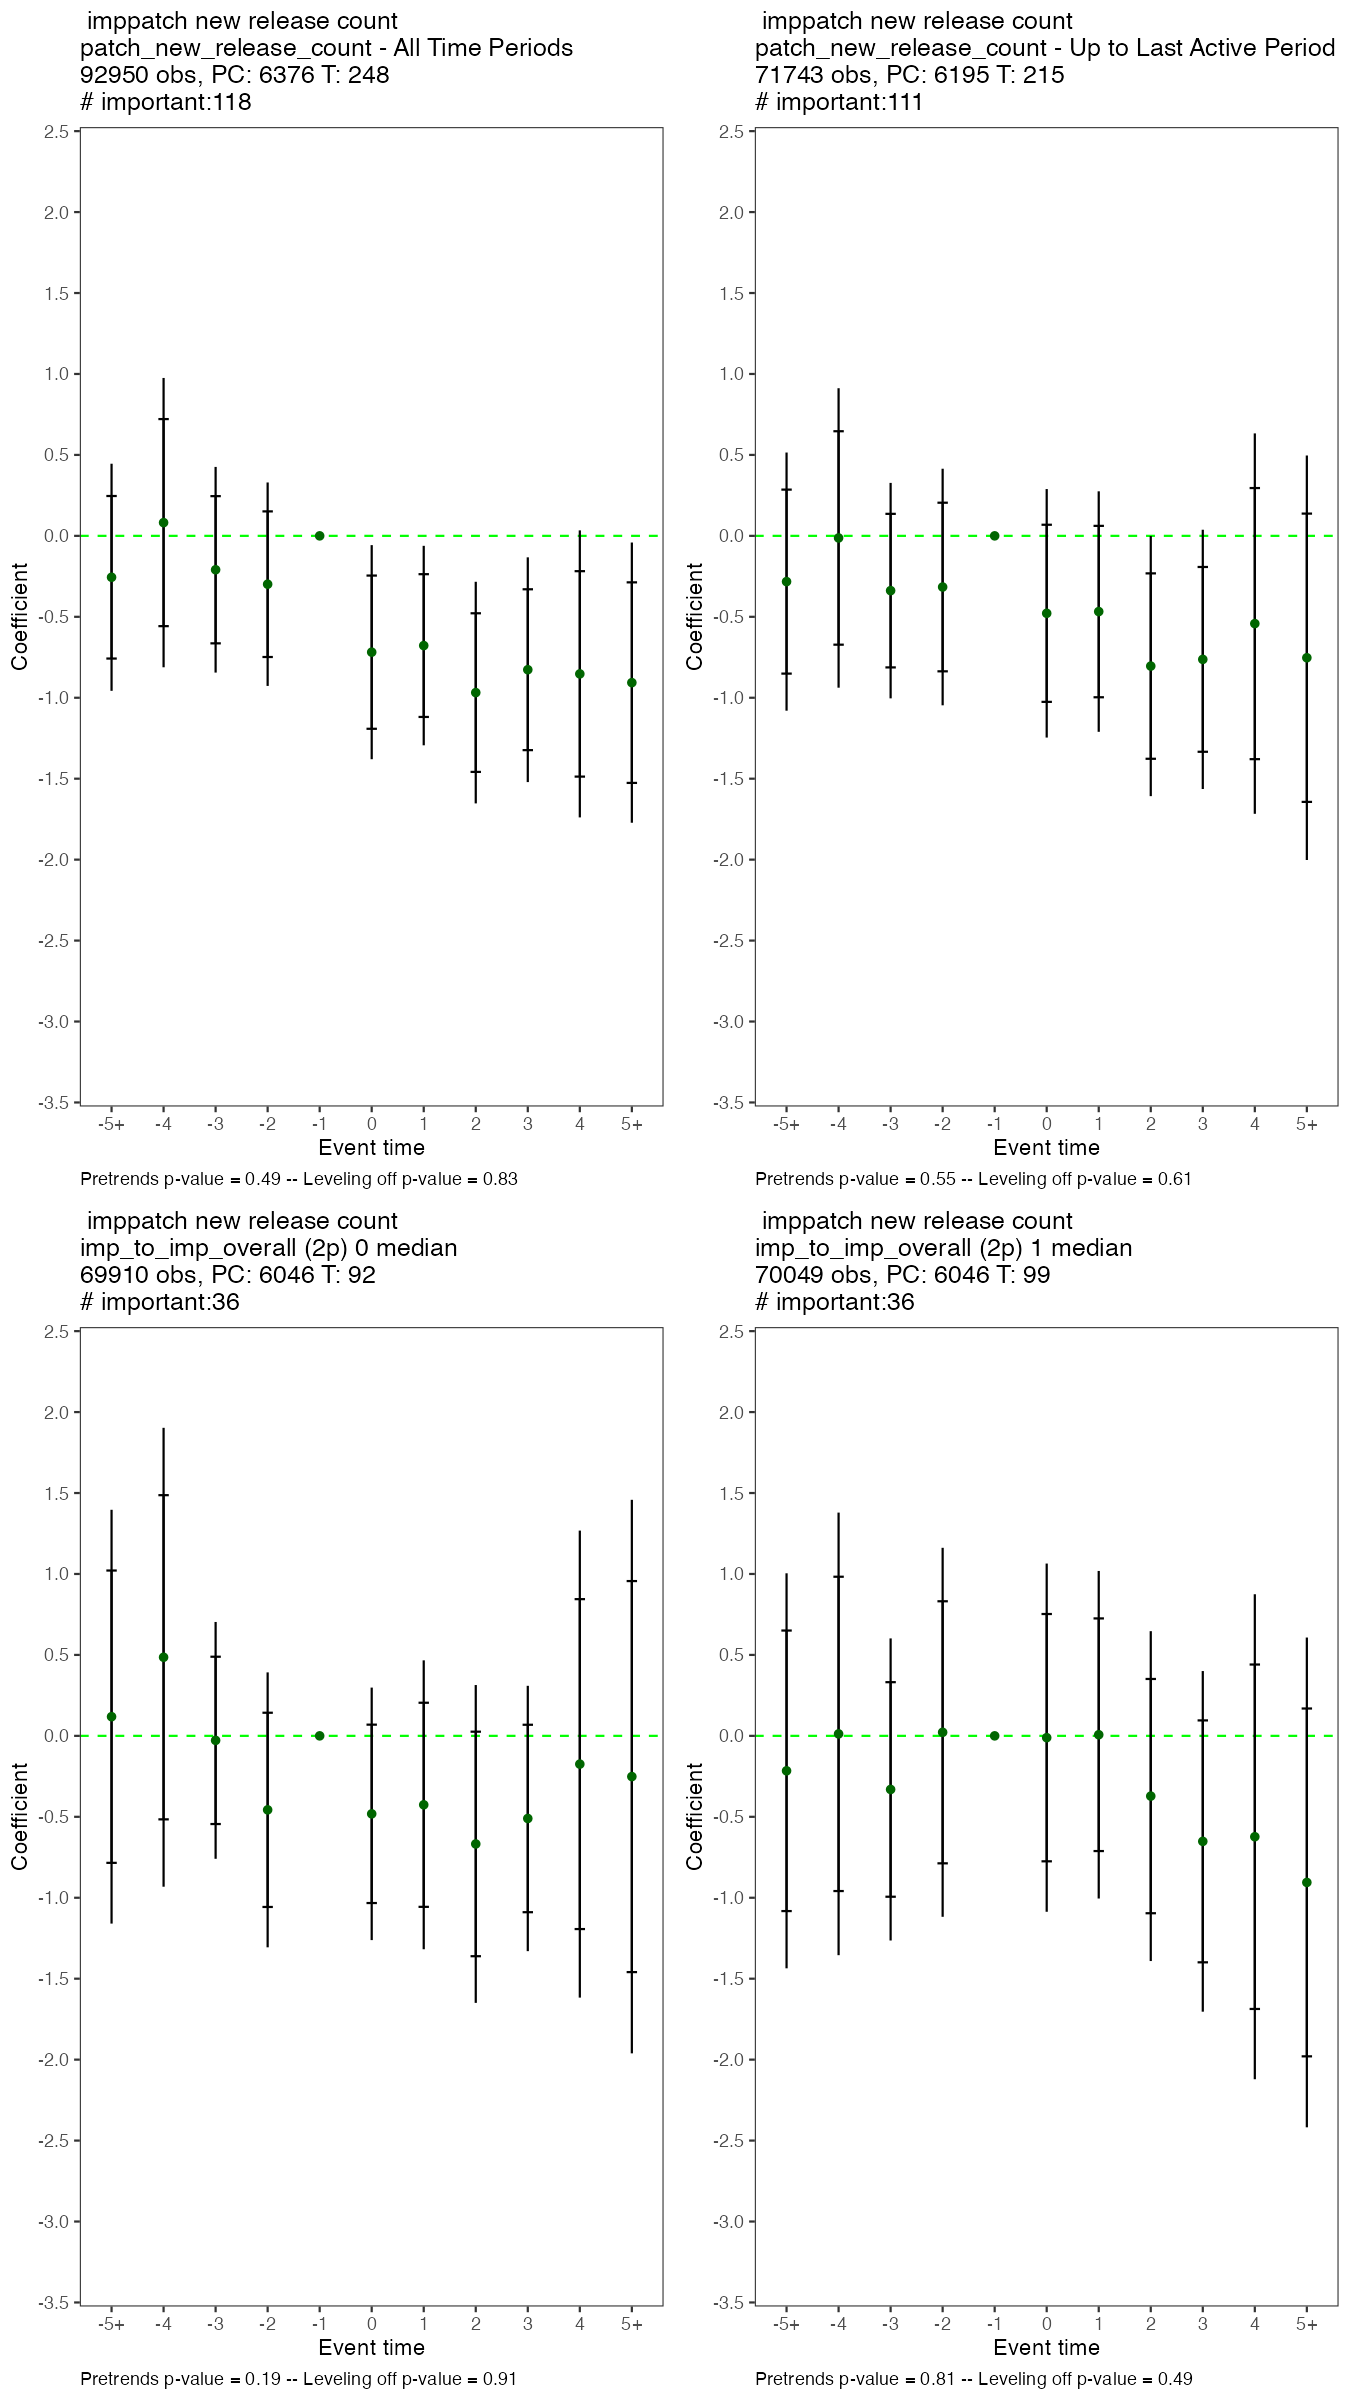 imppatch new release count
patch_new_release_count - All Time Periods
92950 obs, PC: 6376 T: 248
# important:118
2.5
2.0
1.5
1.0
0.5
0.0
-0.5
-1.0
-1.5
-2.0
-2.5
-3.0
-3.5
Coefficient
-5+ -4 -3 -2 -1 0 1 2 3 4 5+
Event time
Pretrends p-value = 0.49 -- Leveling off p-value = 0.83
imppatch new release count
patch_new_release_count - Up to Last Active Period
71743 obs, PC: 6195 T: 215
# important:111
2.5
2.0
1.5
1.0
0.5
0.0
-0.5
-1.0
-1.5
-2.0
-2.5
-3.0
-3.5
Coefficient
-5+ -4 -3 -2 -1 0 1 2 3 4 5+
Event time
Pretrends p-value = 0.55 -- Leveling off p-value = 0.61
imppatch new release count
imp_to_imp_overall (2p) 0 median
69910 obs, PC: 6046 T: 92
# important:36
2.5
2.0
1.5
1.0
0.5
0.0
-0.5
-1.0
-1.5
-2.0
-2.5
-3.0
-3.5
Coefficient
-5+ -4 -3 -2 -1 0 1 2 3 4 5+
Event time
Pretrends p-value = 0.19 -- Leveling off p-value = 0.91
imppatch new release count
imp_to_imp_overall (2p) 1 median
70049 obs, PC: 6046 T: 99
# important:36
2.5
2.0
1.5
1.0
0.5
0.0
-0.5
-1.0
-1.5
-2.0
-2.5
-3.0
-3.5
Coefficient
-5+ -4 -3 -2 -1 0 1 2 3 4 5+
Event time
Pretrends p-value = 0.81 -- Leveling off p-value = 0.49